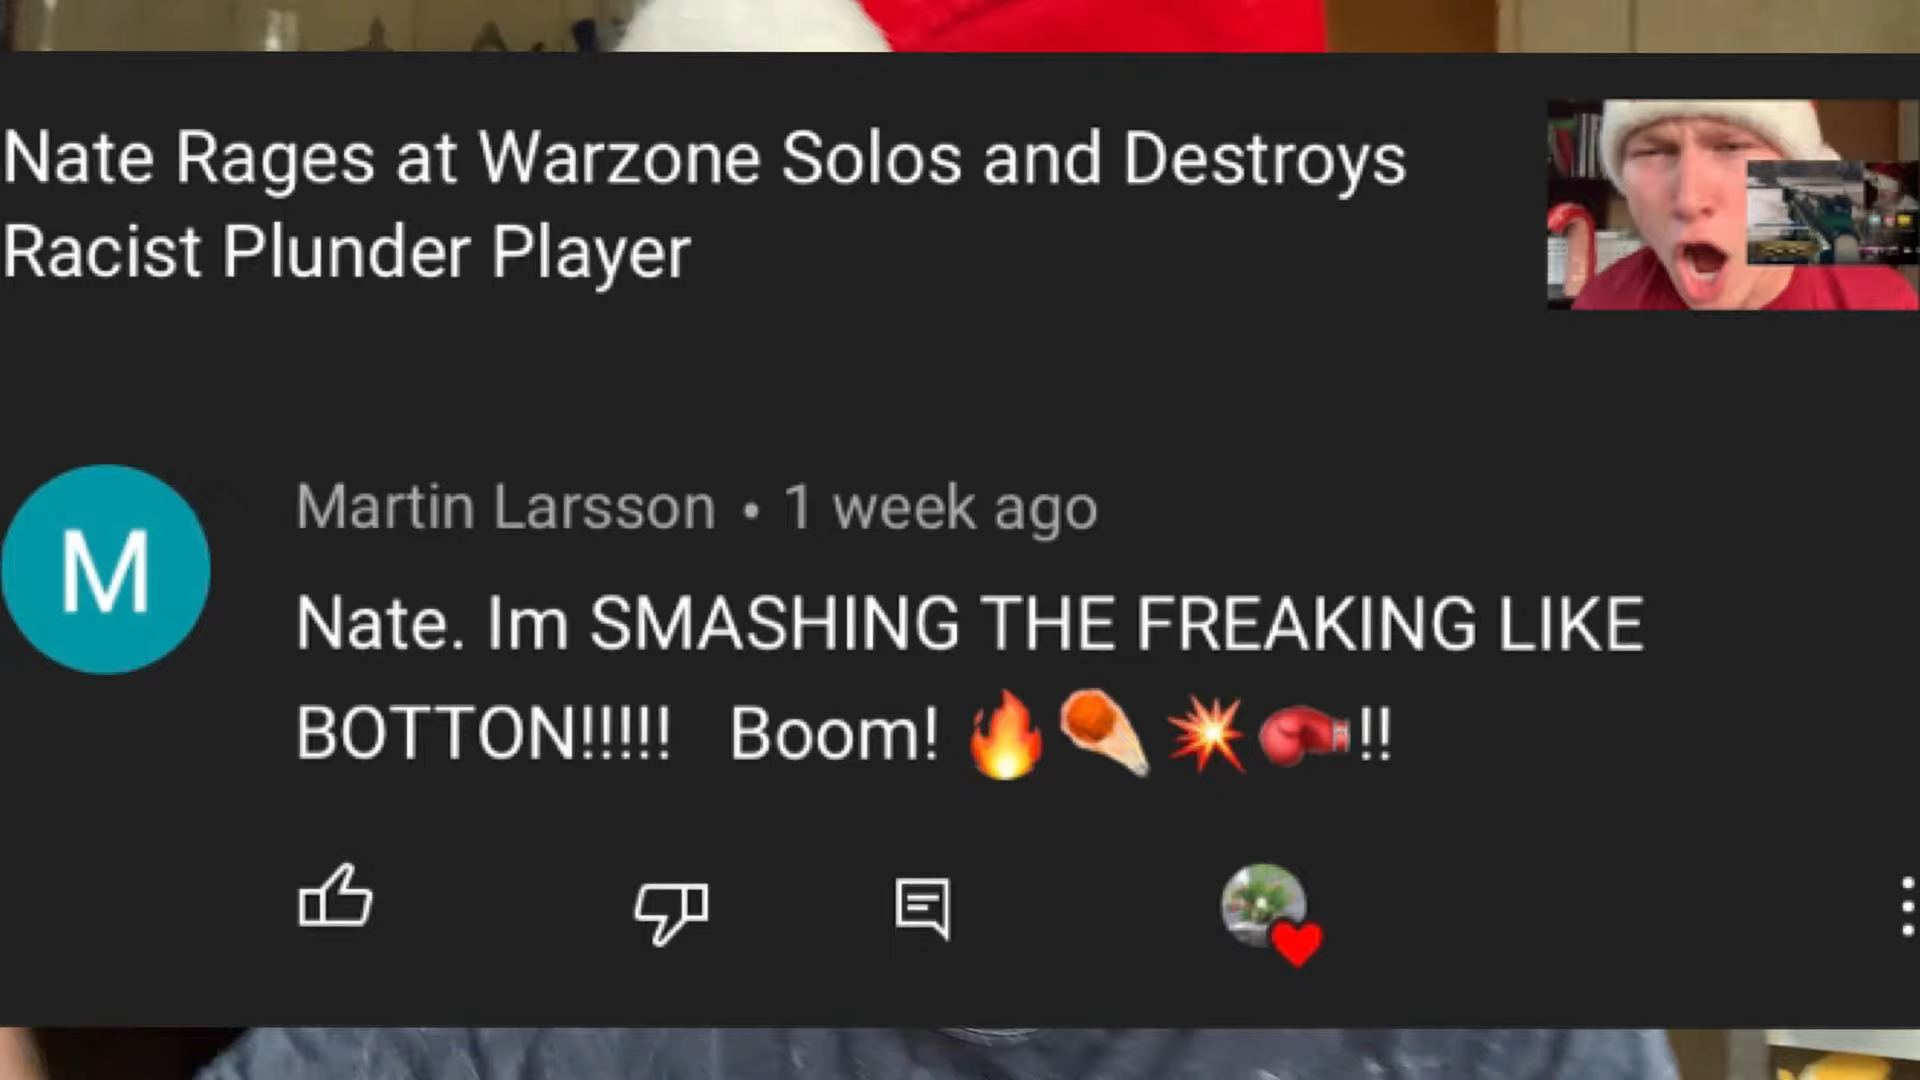 Nate Rages at Warzone Solos and Destroys
Racist Plunder Player
M
Martin Larsson • 1 week ago
Nate. Im SMASHING THE FREAKING LIKE
BOTTON!!!!! Boom! 🔥☄️💥🥊!!